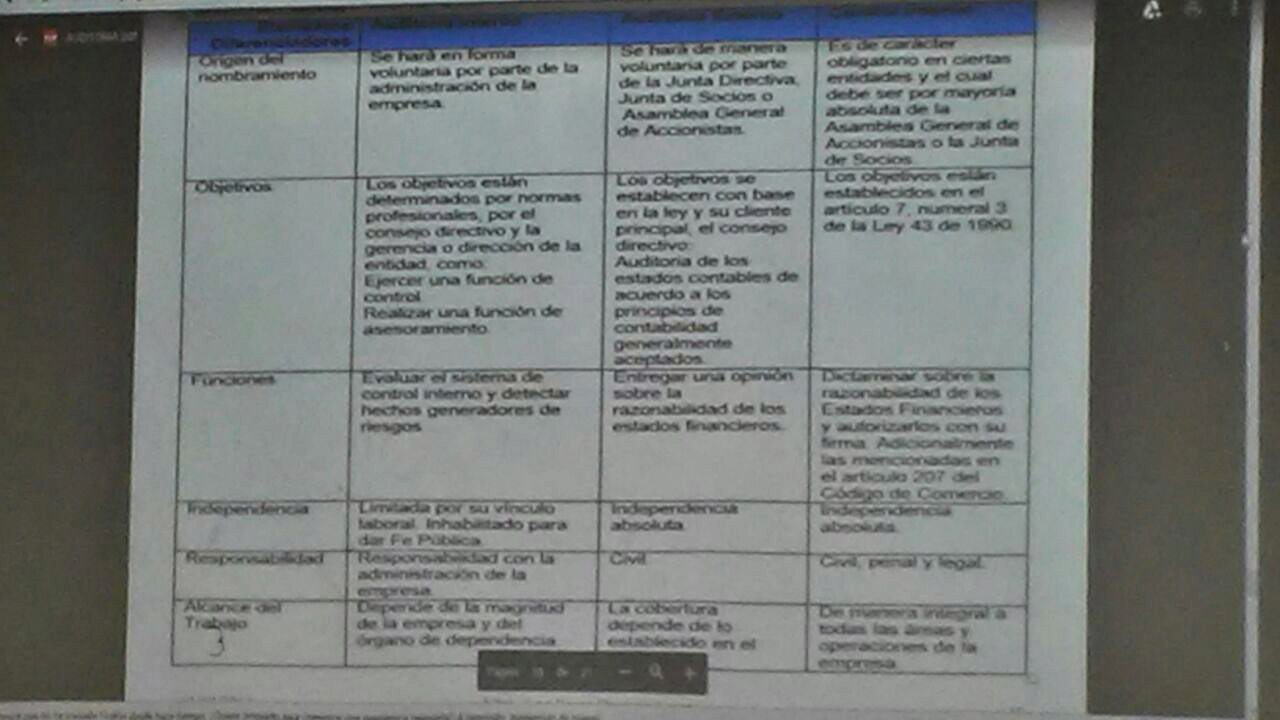 AUDITORIA.pdf
Diferenciadores
Auditoria Interna
Origen del
nombramiento
Se hará en forma
voluntaria por parte de la
administración de la
empresa.
Se hará de manera
voluntaria por parte
de la Junta Directiva,
Junta de Socios o
Asamblea General
de Accionistas.
Es de carácter
obligatorio en ciertas
entidades y el cual
debe ser por mayoría
absoluta de la
Asamblea General de
Accionistas o la Junta
de Socios.
Objetivos
Los objetivos están
determinados por normas
profesionales, por el
consejo directivo y la
gerencia o dirección de la
entidad, como:
Ejercer una función de
control.
Realizar una función de
asesoramiento.
Los objetivos se
establecen con base
en la ley y su cliente
principal, el consejo
directivo:
Auditoria de los
estados contables de
acuerdo a los
principios de
contabilidad
generalmente
aceptados.
Los objetivos están
establecidos en el
artículo 7, numeral 3
de la Ley 43 de 1990.
Funciones
Evaluar el sistema de
control interno y detectar
hechos generadores de
riesgos.
Entregar una opinión
sobre la
razonabilidad de los
estados financieros.
Dictaminar sobre la
razonabilidad de los
Estados Financieros
y autorizarlos con su
firma. Adicionalmente
las mencionadas en
el artículo 207 del
Código de Comercio.
Independencia
Limitada por su vínculo
laboral. Inhabilitado para
dar Fe Pública.
Independencia
absoluta.
Independencia
absoluta.
Responsabilidad
Responsabilidad con la
administración de la
empresa.
Civil.
Civil, penal y legal.
Alcance del
Trabajo
Depende de la magnitud
de la empresa y del
órgano de dependencia
La cobertura
depende de lo
establecido en el
De manera integral a
todas las áreas y
operaciones de la
empresa.